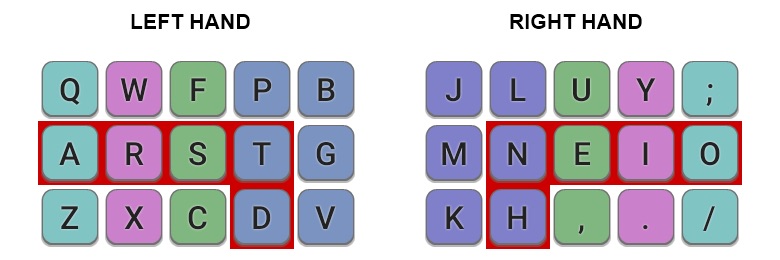 LEFT HAND RIGHT HAND
Q W F P B J L U Y ;
A R S T G M N E I O
Z X C D V K H , . /